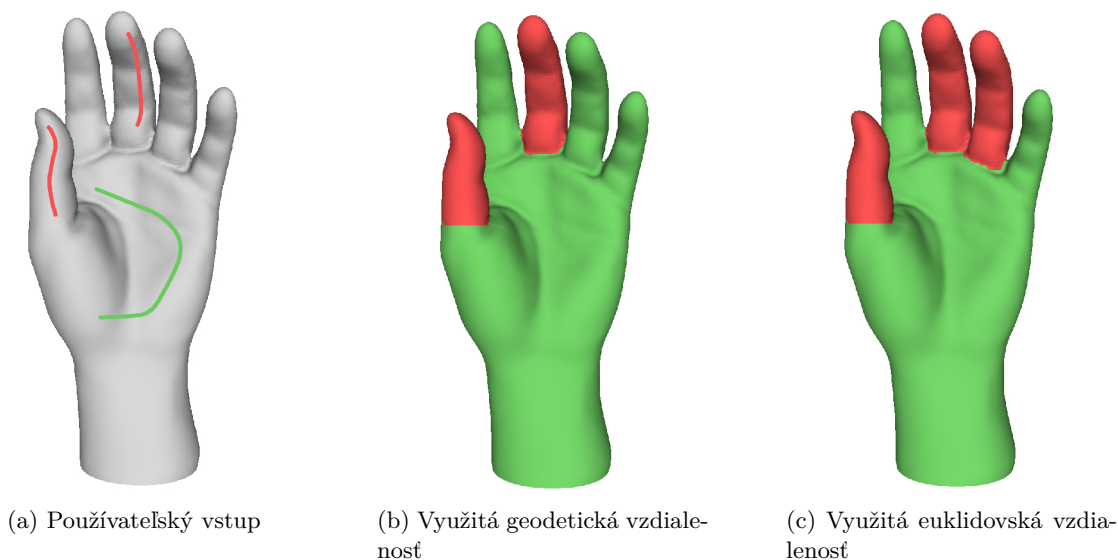 (a) Používateľský vstup
(b) Využitá geodetická vzdiale-
nosť
(c) Využitá euklidovská vzdia-
lenosť